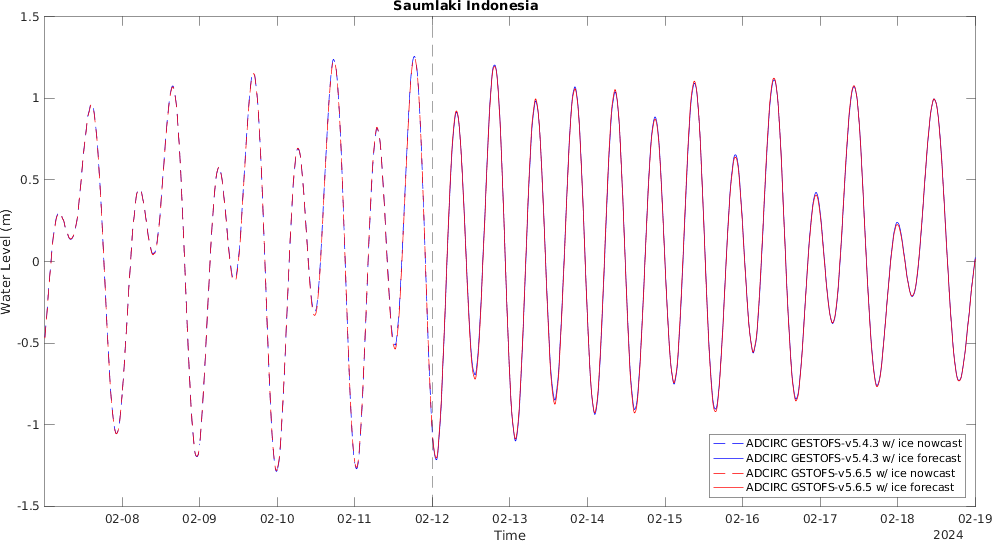 Saumlaki Indonesia
1.5
1
0.5
0
-0.5
-1
-1.5
Water Level (m)
02-08 02-09 02-10 02-11 02-12 02-13 02-14 02-15 02-16 02-17 02-18 02-19
Time
2024
ADCIRC GESTOFS-v5.4.3 w/ ice nowcast
ADCIRC GESTOFS-v5.4.3 w/ ice forecast
ADCIRC GSTOFS-v5.6.5 w/ ice nowcast
ADCIRC GSTOFS-v5.6.5 w/ ice forecast